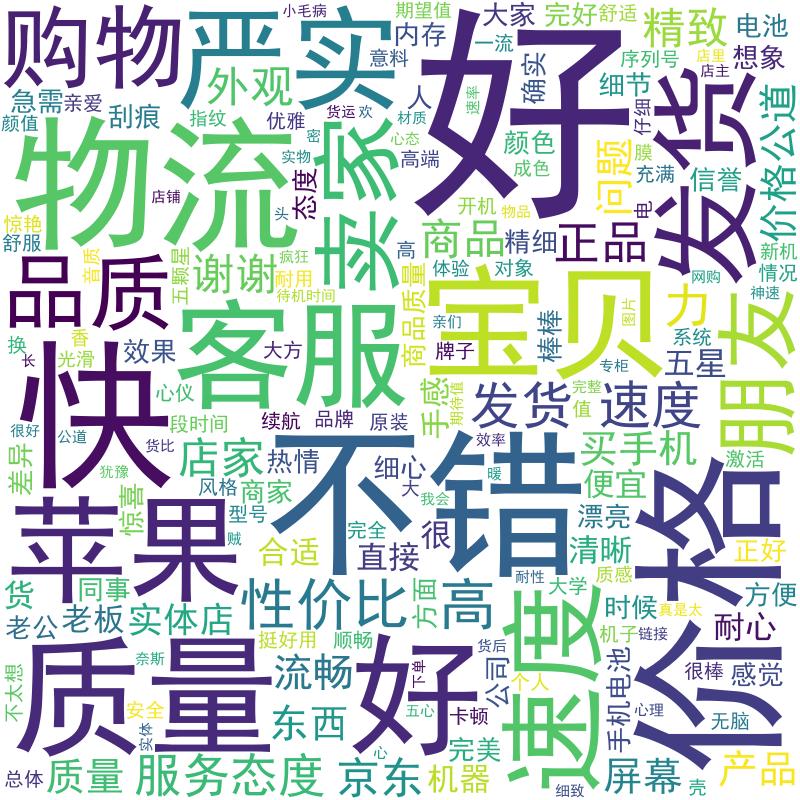 购物
严实
好
小毛病
期望值
大家
完好
舒适
精致
电池
外观
意料
内存
一流
确实
序列号
店里
店主
想象
急需
亲爱
人
细节
颜值
刮痕
指纹
优雅
货运
欢
材质
速率
仔细
发货
价格公道
物流
卖家
密
心态
颜色
问题
膜
实物
高端
成色
充满
信誉
店铺
头
态度
开机
物品
电
惊艳
舒服
音质
五颗星
疯狂
高
商品
精细
正品
新机
情况
品质
谢谢
耐用
待机时间
商品质量
体验
对象
宝贝
力
网购
神速
朋友
客服
亲们
棒棒
图片
系统
换
香
光滑
长
效果
大方
牌子
专柜
五星
快
心仪
手感
期待值
发货
完整
值
速度
段时间
续航
品牌
原装
很好
公道
货比
差异
犹豫
惊喜
店家
热情
不错
细心
大
效率
暖
买手机
激活
便宜
风格
商家
我会
漂亮
价格
苹果
型号
贼
合适
完全
直接
很
清晰
正好
货
同事
性价比
方面
高
耐性
大学
质感
时候
方便
老公
老板
实体店
挺好用
顺畅
货后
速度
机子
链接
真是太
耐心
不太想
质量
奈斯
流畅
好
下单
公司
个人
手机电池
很棒
感觉
安全
实体
东西
五心
卡顿
心理
无脑
总体
质量
服务态度
心
京东
完美
机器
细致
屏幕
壳
产品